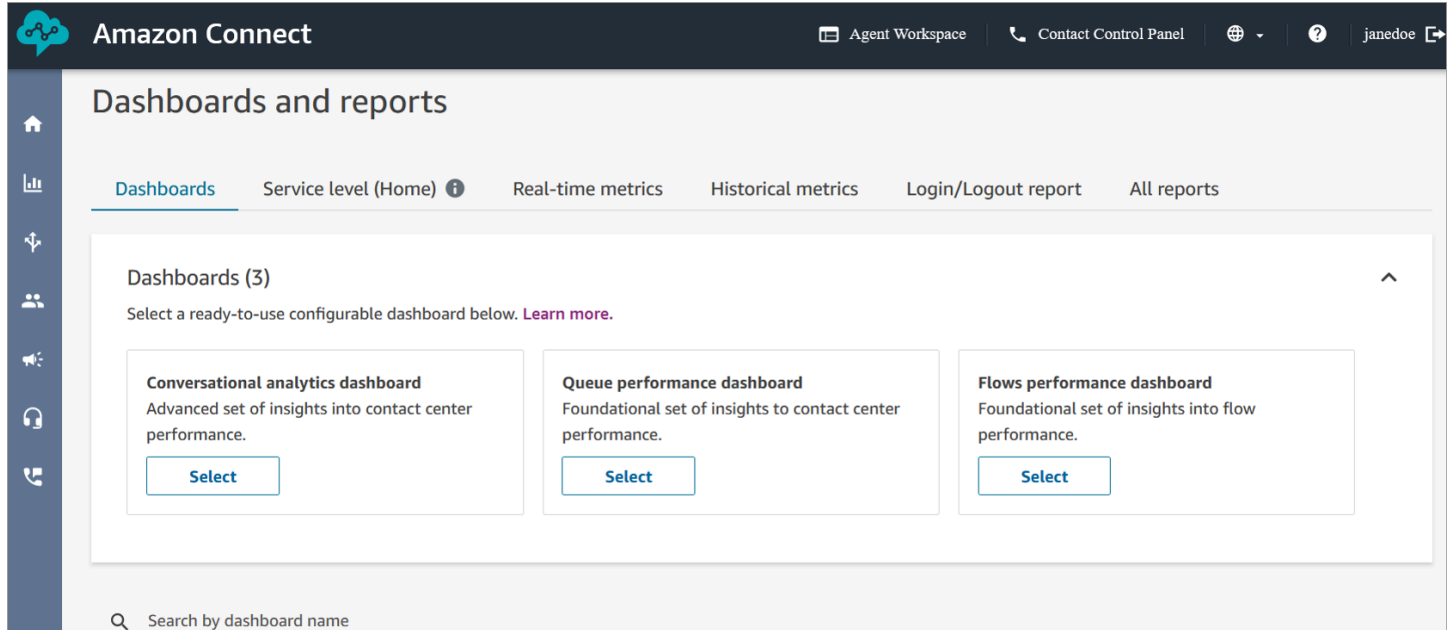 Amazon Connect
Agent Workspace
Contact Control Panel
janedoe
Dashboards and reports
Dashboards
Service level (Home)
Real-time metrics
Historical metrics
Login/Logout report
All reports
Dashboards (3)
Select a ready-to-use configurable dashboard below. Learn more.
Conversational analytics dashboard
Advanced set of insights into contact center
performance.
Select
Queue performance dashboard
Foundational set of insights to contact center
performance.
Select
Flows performance dashboard
Foundational set of insights into flow
performance.
Select
Search by dashboard name